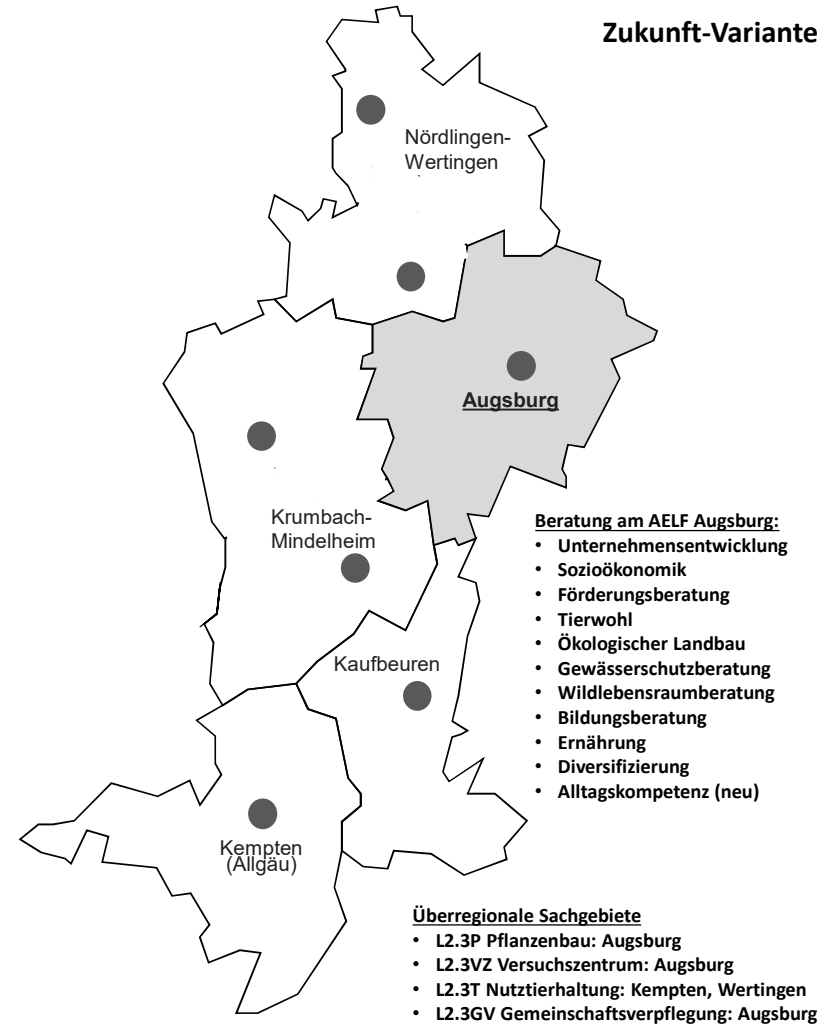 Zukunft-Variante
Nördlingen-
Wertingen
Augsburg
Krumbach-
Mindelheim
Beratung am AELF Augsburg:
• Unternehmensentwicklung
• Sozioökonomik
• Förderungsberatung
• Tierwohl
• Ökologischer Landbau
• Gewässerschutzberatung
• Wildlebensraumberatung
• Bildungsberatung
• Ernährung
• Diversifizierung
• Alltagskompetenz (neu)
Kaufbeuren
Kempten
(Allgäu)
Überregionale Sachgebiete
• L2.3P Pflanzenbau: Augsburg
• L2.3VZ Versuchszentrum: Augsburg
• L2.3T Nutztierhaltung: Kempten, Wertingen
• L2.3GV Gemeinschaftsverpflegung: Augsburg